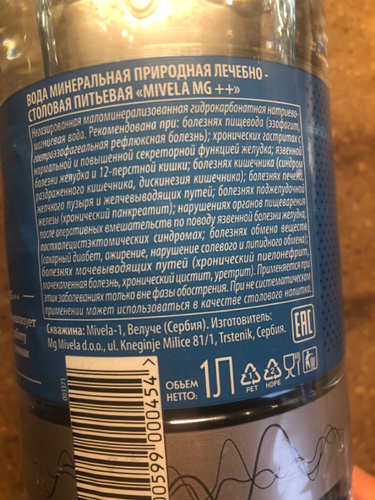 ВОДА МИНЕРАЛЬНАЯ ПРИРОДНАЯ ЛЕЧЕБНО-
СТОЛОВАЯ ПИТЬЕВАЯ «MIVELA MG ++»
Негазированная маломинерализованная гидрокарбонатная натриево-
магниевая вода. Рекомендована при: болезнях пищевода (эзофагит,
гастроэзофагеальная рефлюксная болезнь); хронических гастритах с
нормальной и повышенной секреторной функцией желудка; язвенной
болезни желудка и 12-перстной кишки; болезнях кишечника (синдром
раздраженного кишечника, дискинезия кишечника); болезнях печени,
желчного пузыря и желчевыводящих путей; болезнях поджелудочной
железы (хронический панкреатит); нарушениях органов пищеварения
после оперативных вмешательств по поводу язвенной болезни желудка,
постхолецистэктомических синдромах; болезнях обмена веществ
(сахарный диабет, ожирение, нарушение солевого и липидного обмена);
болезнях мочевыводящих путей (хронический пиелонефрит,
мочекаменная болезнь, хронический цистит, уретрит). Применяется при
этих заболеваниях только вне фазы обострения. При не систематическом
применении может использоваться в качестве столового напитка.
Скважина: Mivela-1, Велуче (Сербия). Изготовитель:
Mg Mivela d.o.o., ul. Kneginje Milice 81/1, Trstenik, Сербия.
EAC
ОБЪЕМ
НЕТТО:
1Л
1
PET
2
HDPE
00599 000454